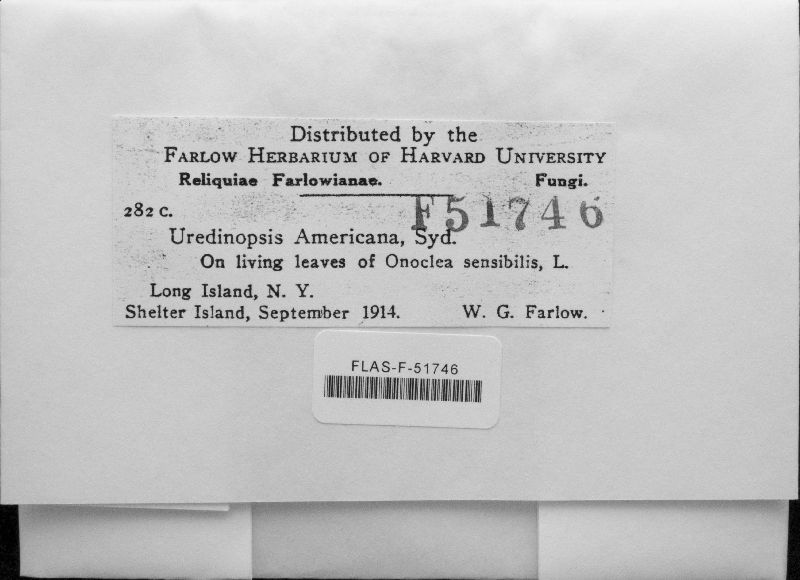 Distributed by the
FARLOW HERBARIUM OF HARVARD UNIVERSITY
Reliquiae Farlowianae. Fungi.
282 c. F51746
Uredinopsis Americana, Syd.
On living leaves of Onoclea sensibilis, L.
Long Island, N. Y.
Shelter Island, September 1914. W. G. Farlow.
FLAS-F-51746